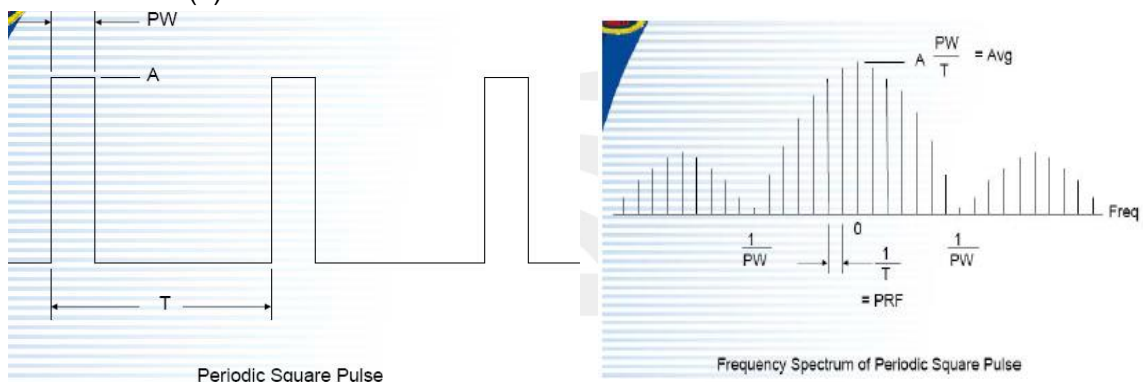 PW
A
T
Periodic Square Pulse
A PW/T = Avg
Freq
0
1/PW
1/T
1/PW
= PRF
Frequency Spectrum of Periodic Square Pulse